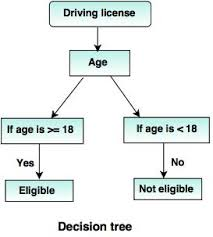 Driving license
Age
If age is >= 18
If age is < 18
Yes
No
Eligible
Not eligible
Decision tree